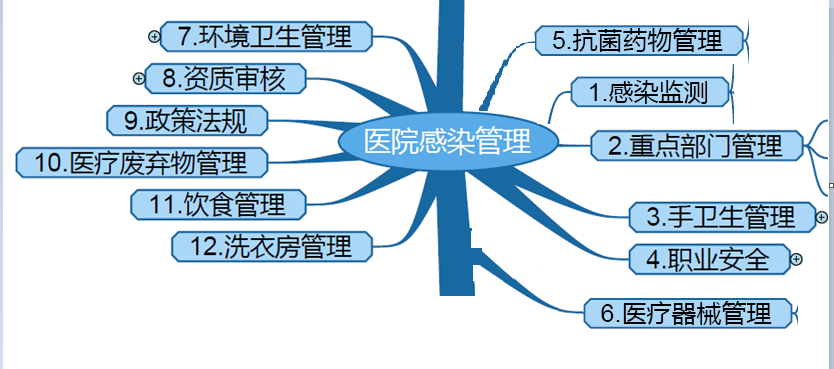 医院感染管理
1.感染监测
2.重点部门管理
3.手卫生管理
4.职业安全
5.抗菌药物管理
6.医疗器械管理
7.环境卫生管理
8.资质审核
9.政策法规
10.医疗废弃物管理
11.饮食管理
12.洗衣房管理